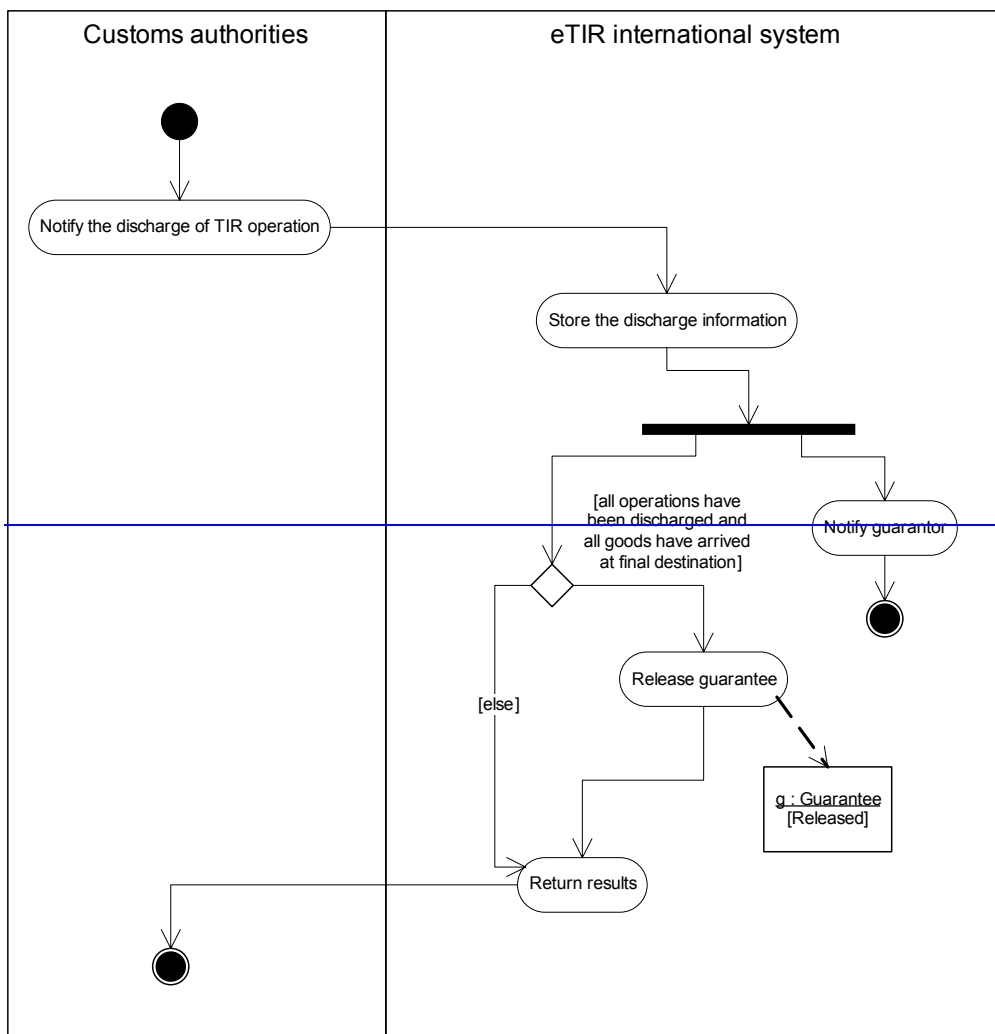 Customs authorities
eTIR international system
Notify the discharge of TIR operation
Store the discharge information
[all operations have
been discharged and
all goods have arrived
at final destination]
Notify guarantor
Release guarantee
[else]
g : Guarantee
[Released]
Return results